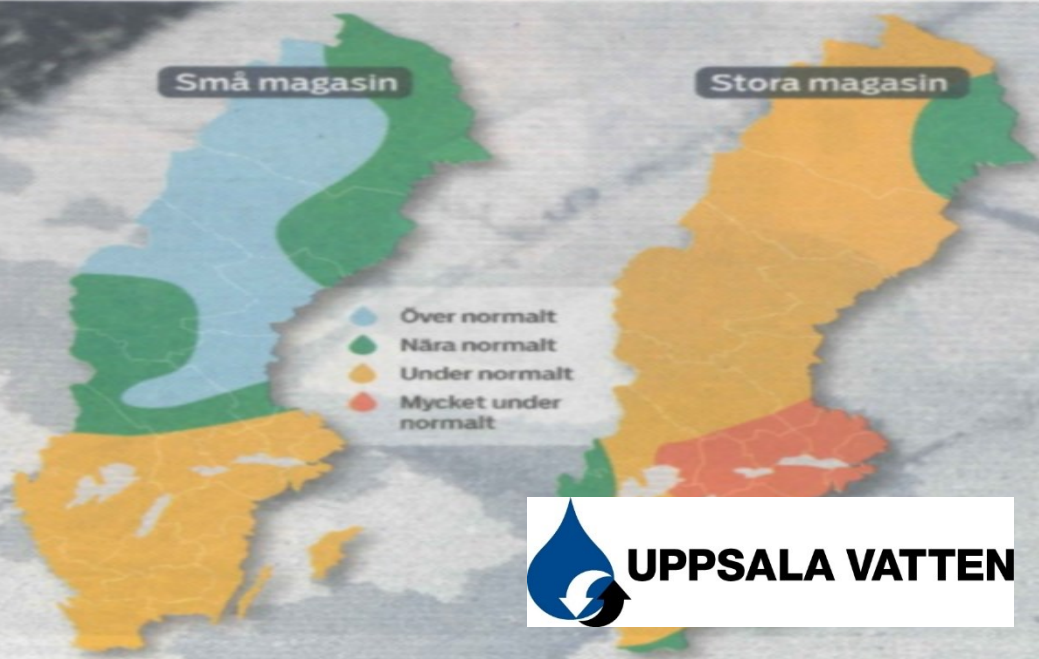 Små magasin
Stora magasin
Över normalt
Nära normalt
Under normalt
Mycket under
normalt
UPPSALA VATTEN